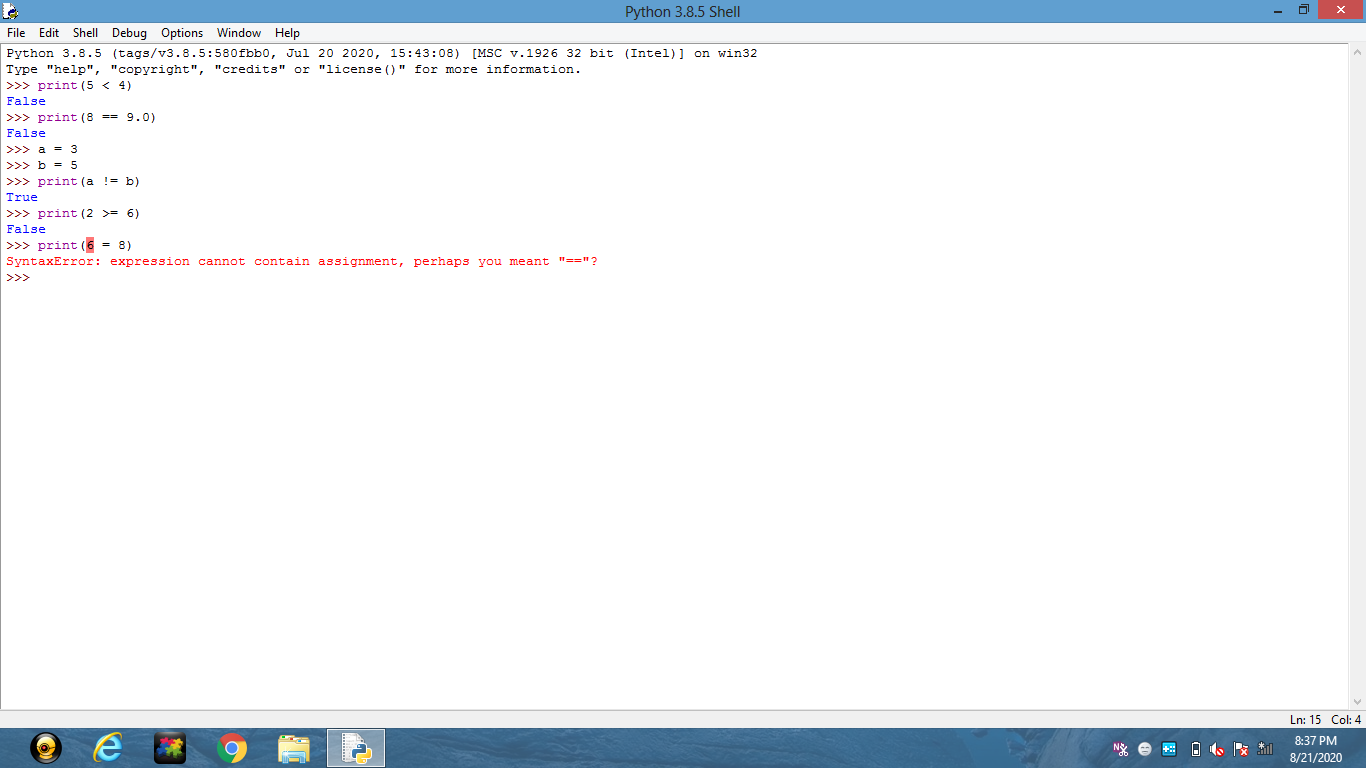 Python 3.8.5 Shell
File Edit Shell Debug Options Window Help
Python 3.8.5 (tags/v3.8.5:580fbb0, Jul 20 2020, 15:43:08) [MSC v.1926 32 bit (Intel)] on win32
Type "help", "copyright", "credits" or "license()" for more information.
>>> print(5 < 4)
False
>>> print(8 == 9.0)
False
>>> a = 3
>>> b = 5
>>> print(a != b)
True
>>> print(2 >= 6)
False
>>> print(6 = 8)
SyntaxError: expression cannot contain assignment, perhaps you meant "=="?
>>>
Ln: 15 Col: 4
8:37 PM
8/21/2020